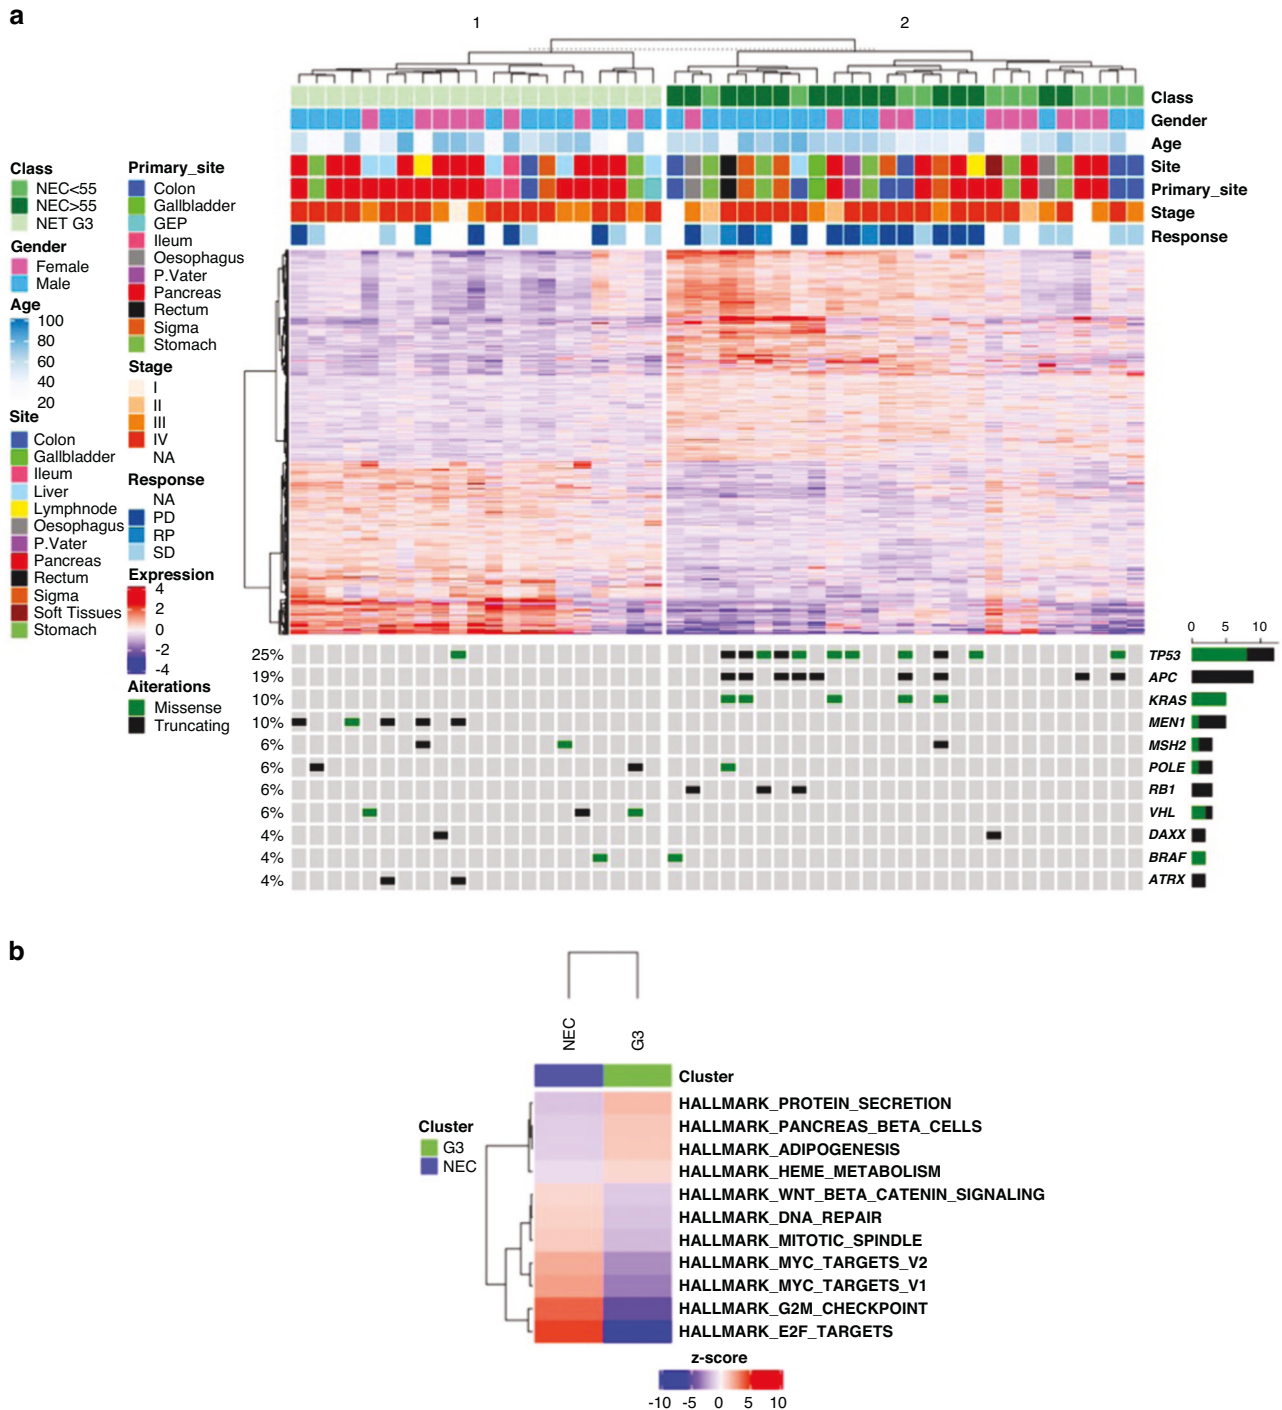 a
1
2
Class
Gender
Age
Site
Primary_site
Stage
Response
Class
NEC<55
NEC>55
NET G3
Gender
Female
Male
Age
100
80
60
40
20
Site
Colon
Gallbladder
Ileum
Liver
Lymphnode
Oesophagus
P.Vater
Pancreas
Rectum
Sigma
Soft Tissues
Stomach
Primary_site
Colon
Gallbladder
GEP
Ileum
Oesophagus
P.Vater
Pancreas
Rectum
Sigma
Stomach
Stage
I
II
III
IV
NA
Response
NA
PD
RP
SD
Expression
4
2
0
-2
-4
Aiterations
Missense
Truncating
0 5 10
25% TP53
19% APC
10% KRAS
10% MEN1
6% MSH2
6% POLE
6% RB1
6% VHL
4% DAXX
4% BRAF
4% ATRX
b
NEC
G3
Cluster
Cluster
G3
NEC
HALLMARK_PROTEIN_SECRETION
HALLMARK_PANCREAS_BETA_CELLS
HALLMARK_ADIPOGENESIS
HALLMARK_HEME_METABOLISM
HALLMARK_WNT_BETA_CATENIN_SIGNALING
HALLMARK_DNA_REPAIR
HALLMARK_MITOTIC_SPINDLE
HALLMARK_MYC_TARGETS_V2
HALLMARK_MYC_TARGETS_V1
HALLMARK_G2M_CHECKPOINT
HALLMARK_E2F_TARGETS
z-score
-10 -5 0 5 10